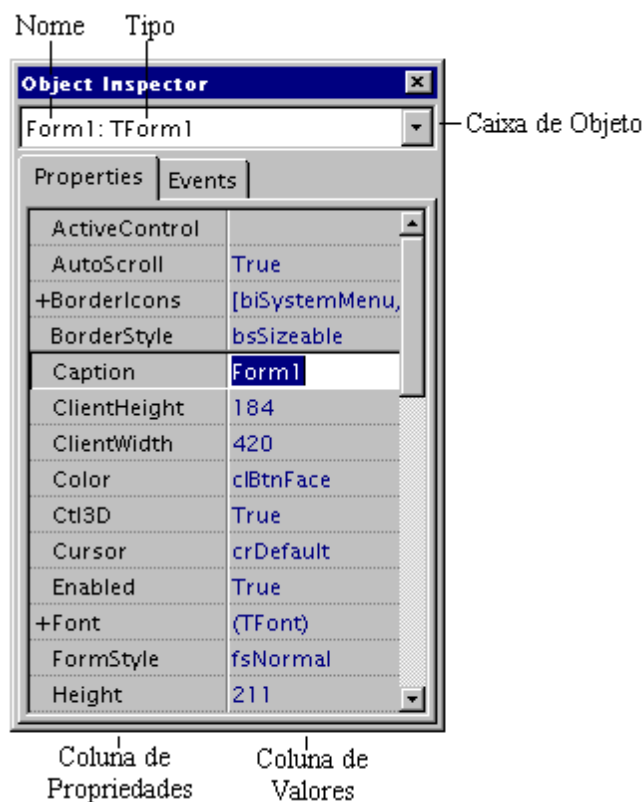 Nome Tipo
Object Inspector
Form1: TForm1
Caixa de Objeto
Properties Events
ActiveControl
AutoScroll True
+BorderIcons [biSystemMenu,
BorderStyle bsSizeable
Caption Form1
ClientHeight 184
ClientWidth 420
Color clBtnFace
Ctl3D True
Cursor crDefault
Enabled True
+Font (TFont)
FormStyle fsNormal
Height 211
Coluna de
Propriedades
Coluna de
Valores